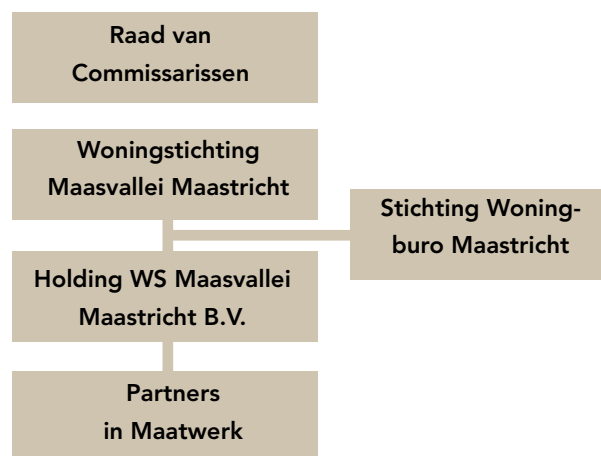 Raad van
Commissarissen
Woningstichting
Maasvallei Maastricht
Stichting Woning-
buro Maastricht
Holding WS Maasvallei
Maastricht B.V.
Partners
in Maatwerk